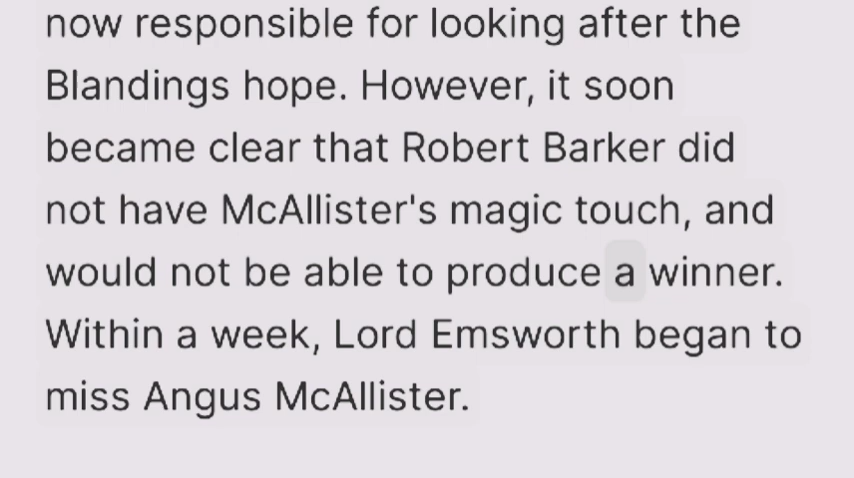 now responsible for looking after the
Blandings hope. However, it soon
became clear that Robert Barker did
not have McAllister's magic touch, and
would not be able to produce a winner.
Within a week, Lord Emsworth began to
miss Angus McAllister.